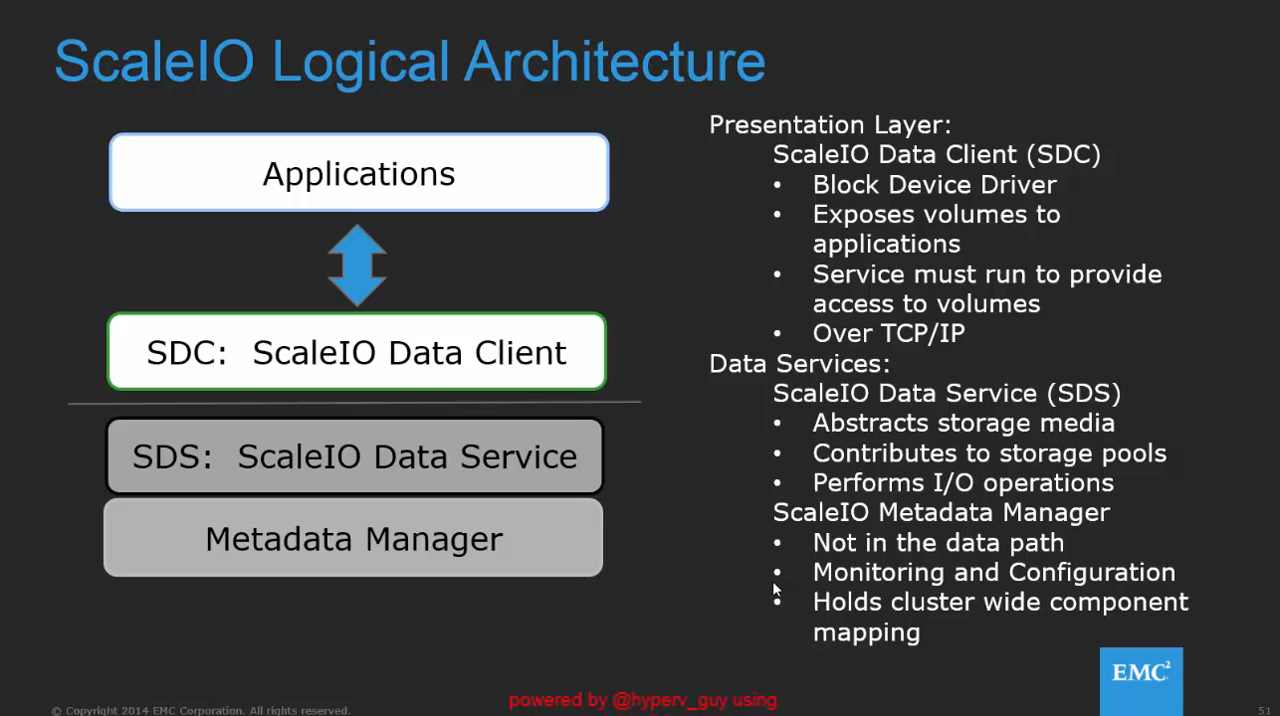 ScaleIO Logical Architecture
Applications
SDC: ScaleIO Data Client
SDS: ScaleIO Data Service
Metadata Manager
Presentation Layer:
ScaleIO Data Client (SDC)
• Block Device Driver
• Exposes volumes to
applications
• Service must run to provide
access to volumes
• Over TCP/IP
Data Services:
ScaleIO Data Service (SDS)
• Abstracts storage media
• Contributes to storage pools
• Performs I/O operations
ScaleIO Metadata Manager
• Not in the data path
• Monitoring and Configuration
• Holds cluster wide component
mapping
EMC²
powered by @hyperv_guy using
© Copyright 2014 EMC Corporation. All rights reserved.
51